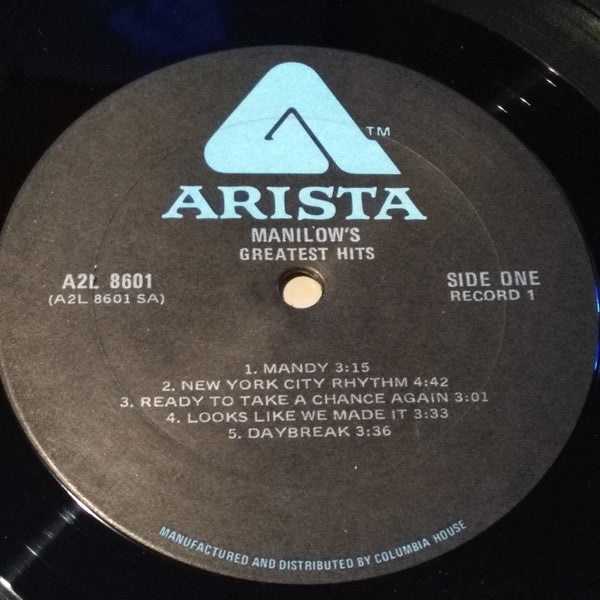 TM
ARISTA
MANILOW'S
GREATEST HITS
A2L 8601
(A2L 8601 SA)
SIDE ONE
RECORD 1
1. MANDY 3:15
2. NEW YORK CITY RHYTHM 4:42
3. READY TO TAKE A CHANCE AGAIN 3:01
4. LOOKS LIKE WE MADE IT 3:33
5. DAYBREAK 3:36
MANUFACTURED AND DISTRIBUTED BY COLUMBIA HOUSE